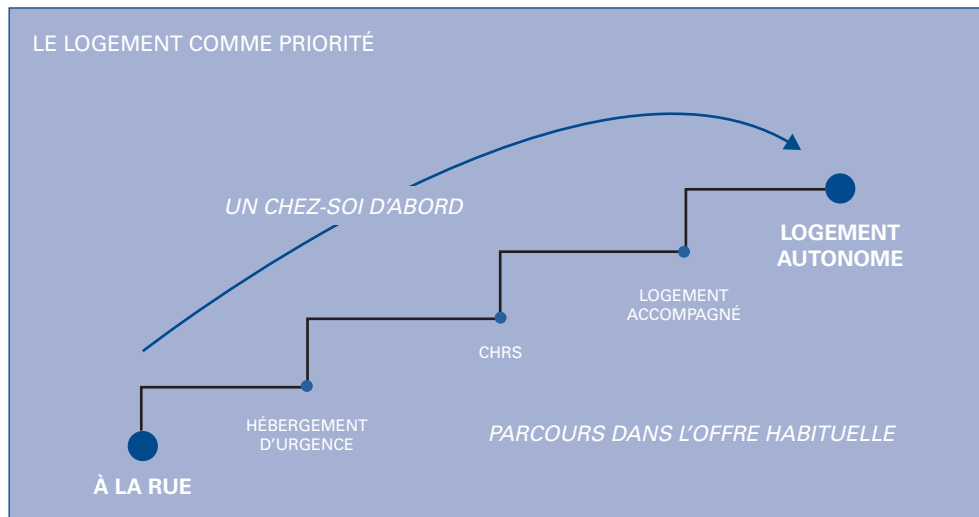 LE LOGEMENT COMME PRIORITÉ
UN CHEZ-SOI D'ABORD
LOGEMENT
AUTONOME
LOGEMENT
ACCOMPAGNÉ
CHRS
HÉBERGEMENT
D'URGENCE
PARCOURS DANS L'OFFRE HABITUELLE
À LA RUE